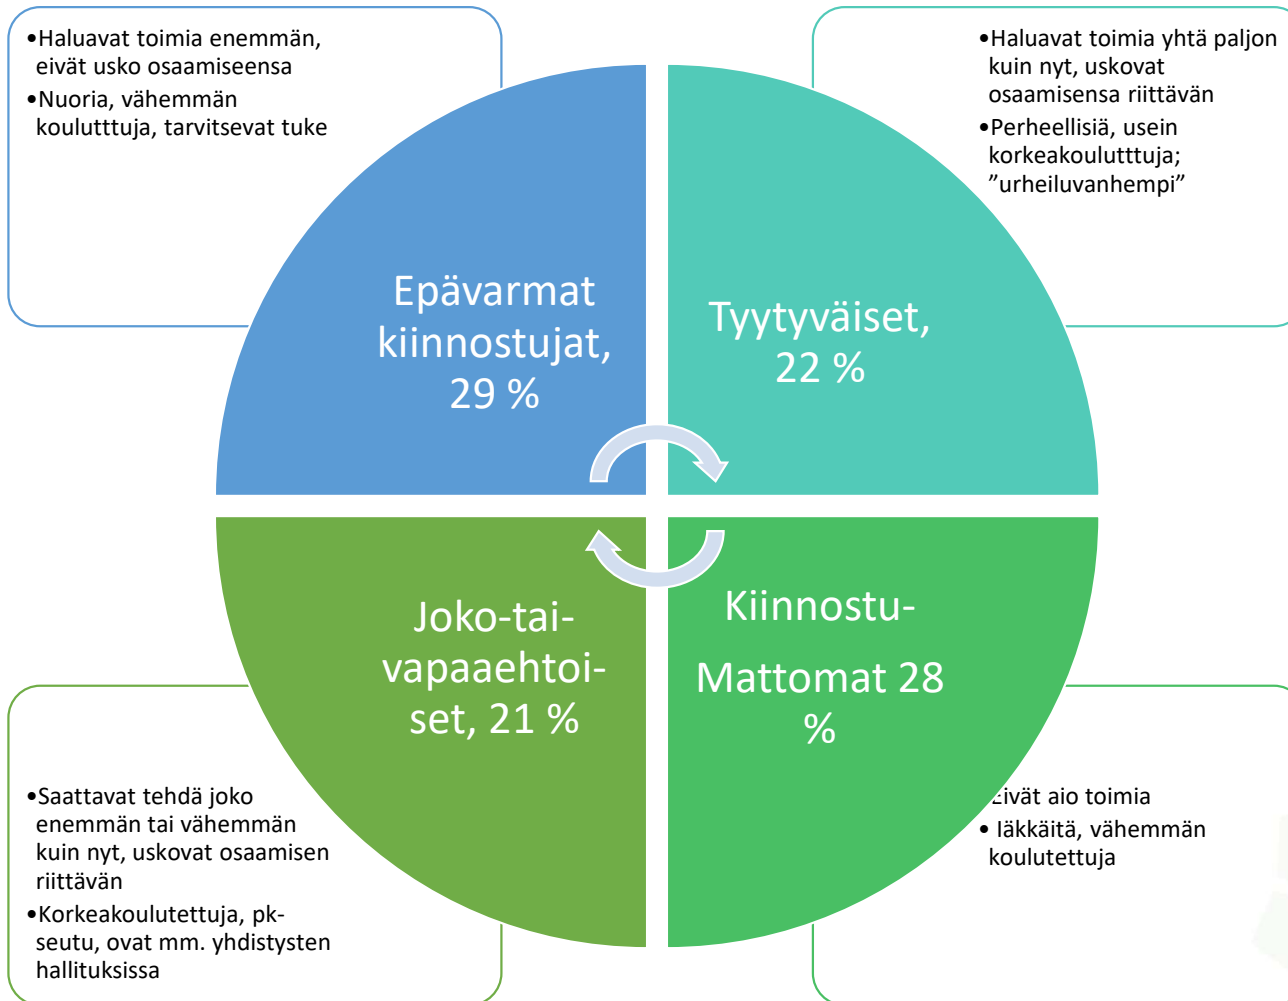 •Haluavat toimia enemmän,
eivät usko osaamiseensa
•Nuoria, vähemmän
koulutttuja, tarvitsevat tuke
•Haluavat toimia yhtä paljon
kuin nyt, uskovat
osaamisensa riittävän
•Perheellisiä, usein
korkeakoulutttuja;
”urheiluvanhempi”
Epävarmat
kiinnostujat,
29 %
Tyytyväiset,
22 %
Joko-tai-
vapaaehtoi-
set, 21 %
Kiinnostu-
Mattomat 28
%
•Saattavat tehdä joko
enemmän tai vähemmän
kuin nyt, uskovat osaamisen
riittävän
•Korkeakoulutettuja, pk-
seutu, ovat mm. yhdistysten
hallituksissa
Eivät aio toimia
• Iäkkäitä, vähemmän
koulutettuja